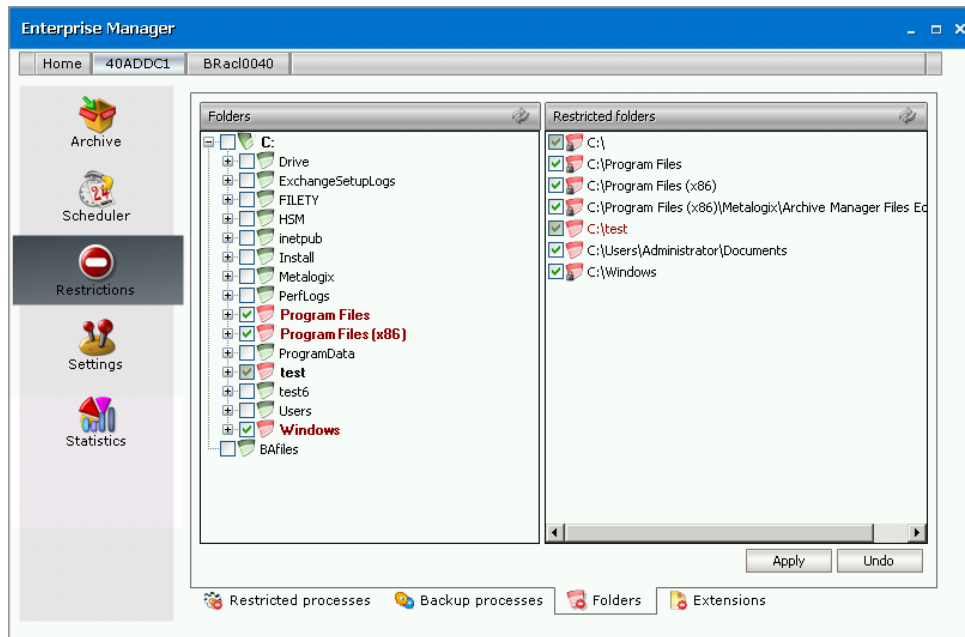 Enterprise Manager
Home 40ADDC1 BRacl0040
Archive
24
Scheduler
Restrictions
Settings
Statistics
Folders
C:
Drive
ExchangeSetupLogs
FILETY
HSM
inetpub
Install
Metalogix
PerfLogs
Program Files
Program Files (x86)
ProgramData
test
test6
Users
Windows
BAfiles
Restricted folders
C:\
C:\Program Files
C:\Program Files (x86)
C:\Program Files (x86)\Metalogix\Archive Manager Files Ec
C:\test
C:\Users\Administrator\Documents
C:\Windows
Apply Undo
Restricted processes Backup processes Folders Extensions